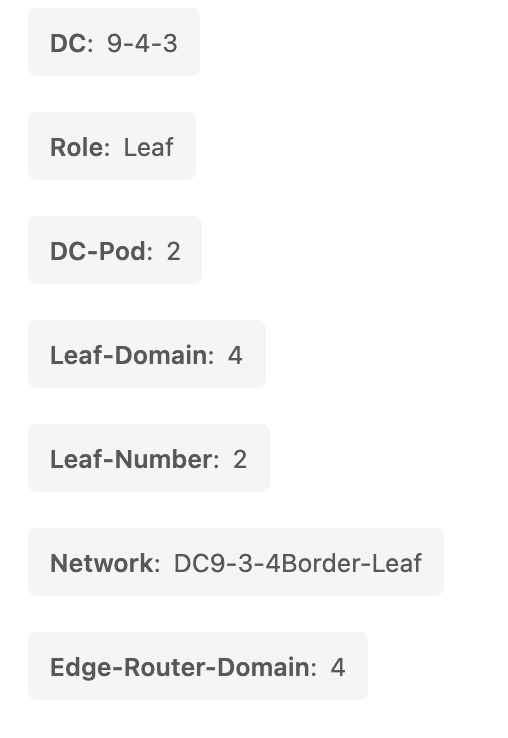 DC: 9-4-3
Role: Leaf
DC-Pod: 2
Leaf-Domain: 4
Leaf-Number: 2
Network: DC9-3-4Border-Leaf
Edge-Router-Domain: 4